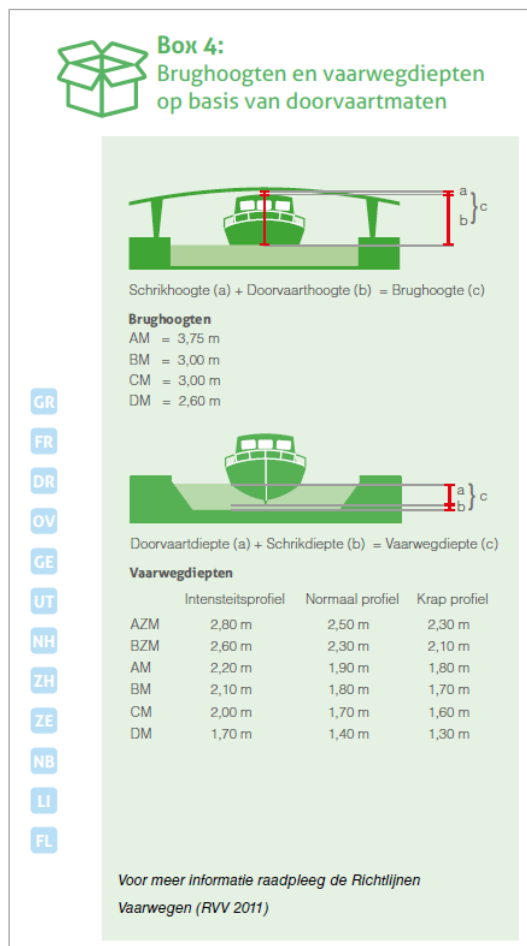 Box 4:
Brughoogten en vaarwegdiepten
op basis van doorvaartmaten
a
b
c
Schrikhoogte (a) + Doorvaarthoogte (b) = Brughoogte (c)
Brughoogten
AM = 3,75 m
BM = 3,00 m
CM = 3,00 m
DM = 2,60 m
a
b
c
Doorvaartdiepte (a) + Schrikdiepte (b) = Vaarwegdiepte (c)
Vaarwegdiepten
Intensteitsprofiel Normaal profiel Krap profiel
AZM 2,80 m 2,50 m 2,30 m
BZM 2,60 m 2,30 m 2,10 m
AM 2,20 m 1,90 m 1,80 m
BM 2,10 m 1,80 m 1,70 m
CM 2,00 m 1,70 m 1,60 m
DM 1,70 m 1,40 m 1,30 m
Voor meer informatie raadpleeg de Richtlijnen
Vaarwegen (RVV 2011)
GR
FR
DR
OV
GE
UT
NH
ZH
ZE
NB
LI
FL